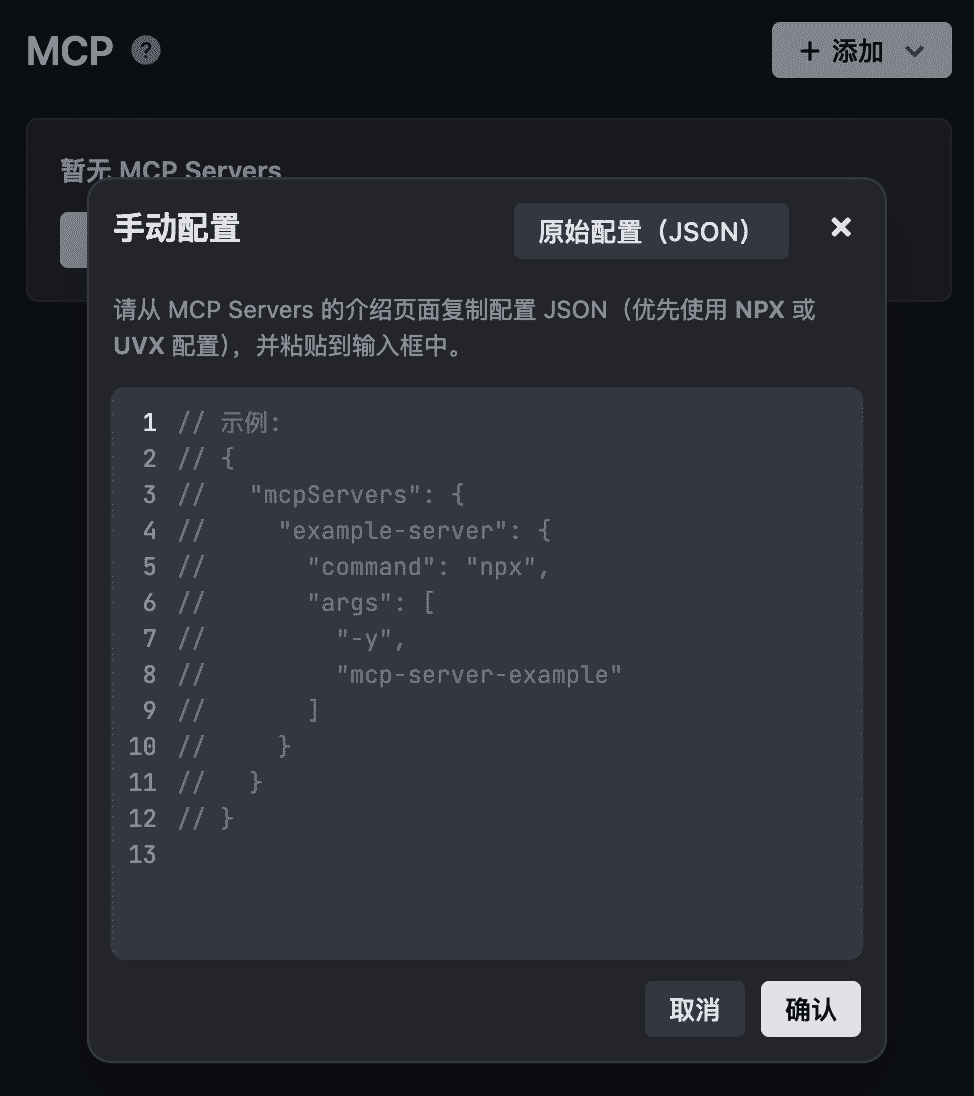 MCP ?
+ 添加
暂无 MCP Servers
手动配置
原始配置（JSON）
请从 MCP Servers 的介绍页面复制配置 JSON（优先使用 NPX 或
UVX 配置），并粘贴到输入框中。
1 // 示例:
2 // {
3 //   "mcpServers": {
4 //     "example-server": {
5 //       "command": "npx",
6 //       "args": [
7 //         "-y",
8 //         "mcp-server-example"
9 //       ]
10 //     }
11 //   }
12 // }
13
取消
确认